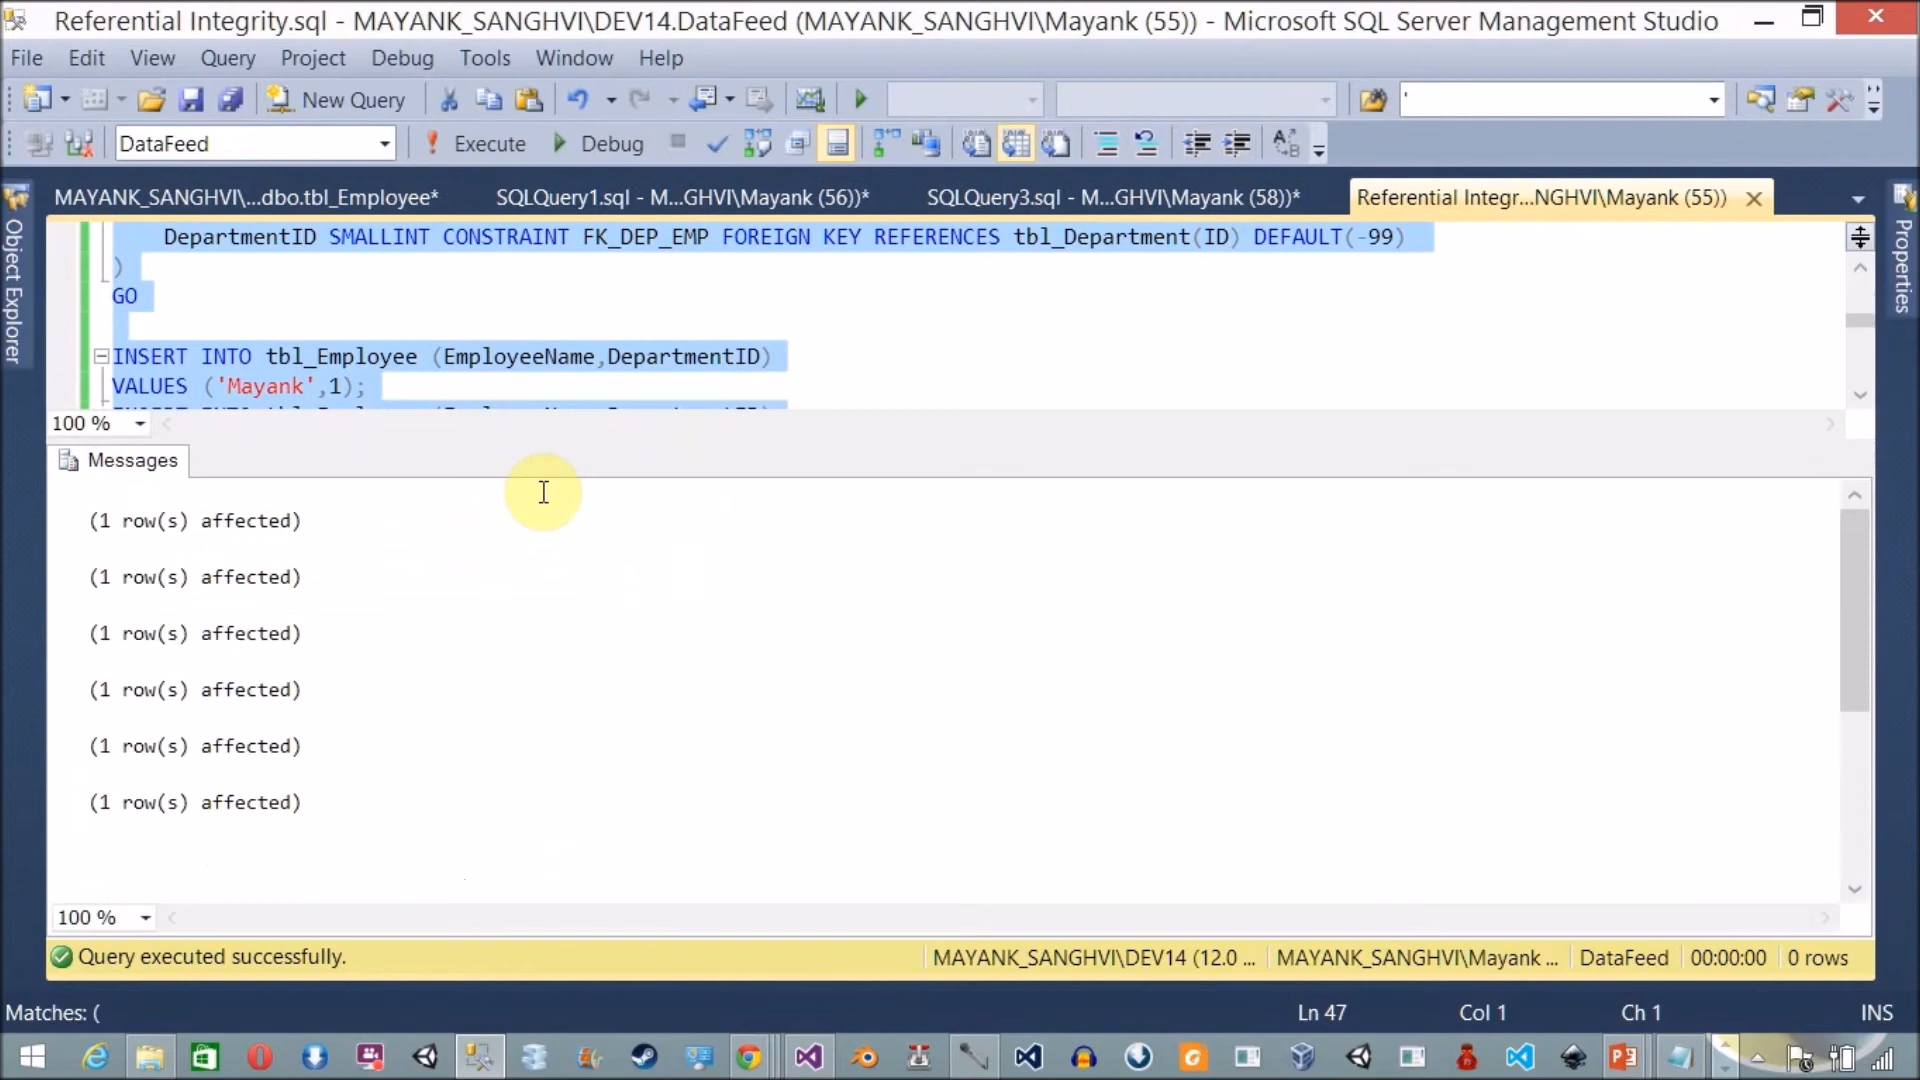 Referential Integrity.sql - MAYANK_SANGHVI\DEV14.DataFeed (MAYANK_SANGHVI\Mayank (55)) - Microsoft SQL Server Management Studio
File Edit View Query Project Debug Tools Window Help
New Query '
DataFeed Execute Debug
MAYANK_SANGHVI\...dbo.tbl_Employee* SQLQuery1.sql - M...GHVI\Mayank (56))* SQLQuery3.sql - M...GHVI\Mayank (58))* Referential Integr...NGHVI\Mayank (55))
Object Explorer
Properties
DepartmentID SMALLINT CONSTRAINT FK_DEP_EMP FOREIGN KEY REFERENCES tbl_Department(ID) DEFAULT(-99)
)
GO
INSERT INTO tbl_Employee (EmployeeName,DepartmentID)
VALUES ('Mayank',1);
100 %
Messages
(1 row(s) affected)
(1 row(s) affected)
(1 row(s) affected)
(1 row(s) affected)
(1 row(s) affected)
(1 row(s) affected)
100 %
Query executed successfully. MAYANK_SANGHVI\DEV14 (12.0 ... MAYANK_SANGHVI\Mayank ... DataFeed 00:00:00 0 rows
Matches: ( Ln 47 Col 1 Ch 1 INS